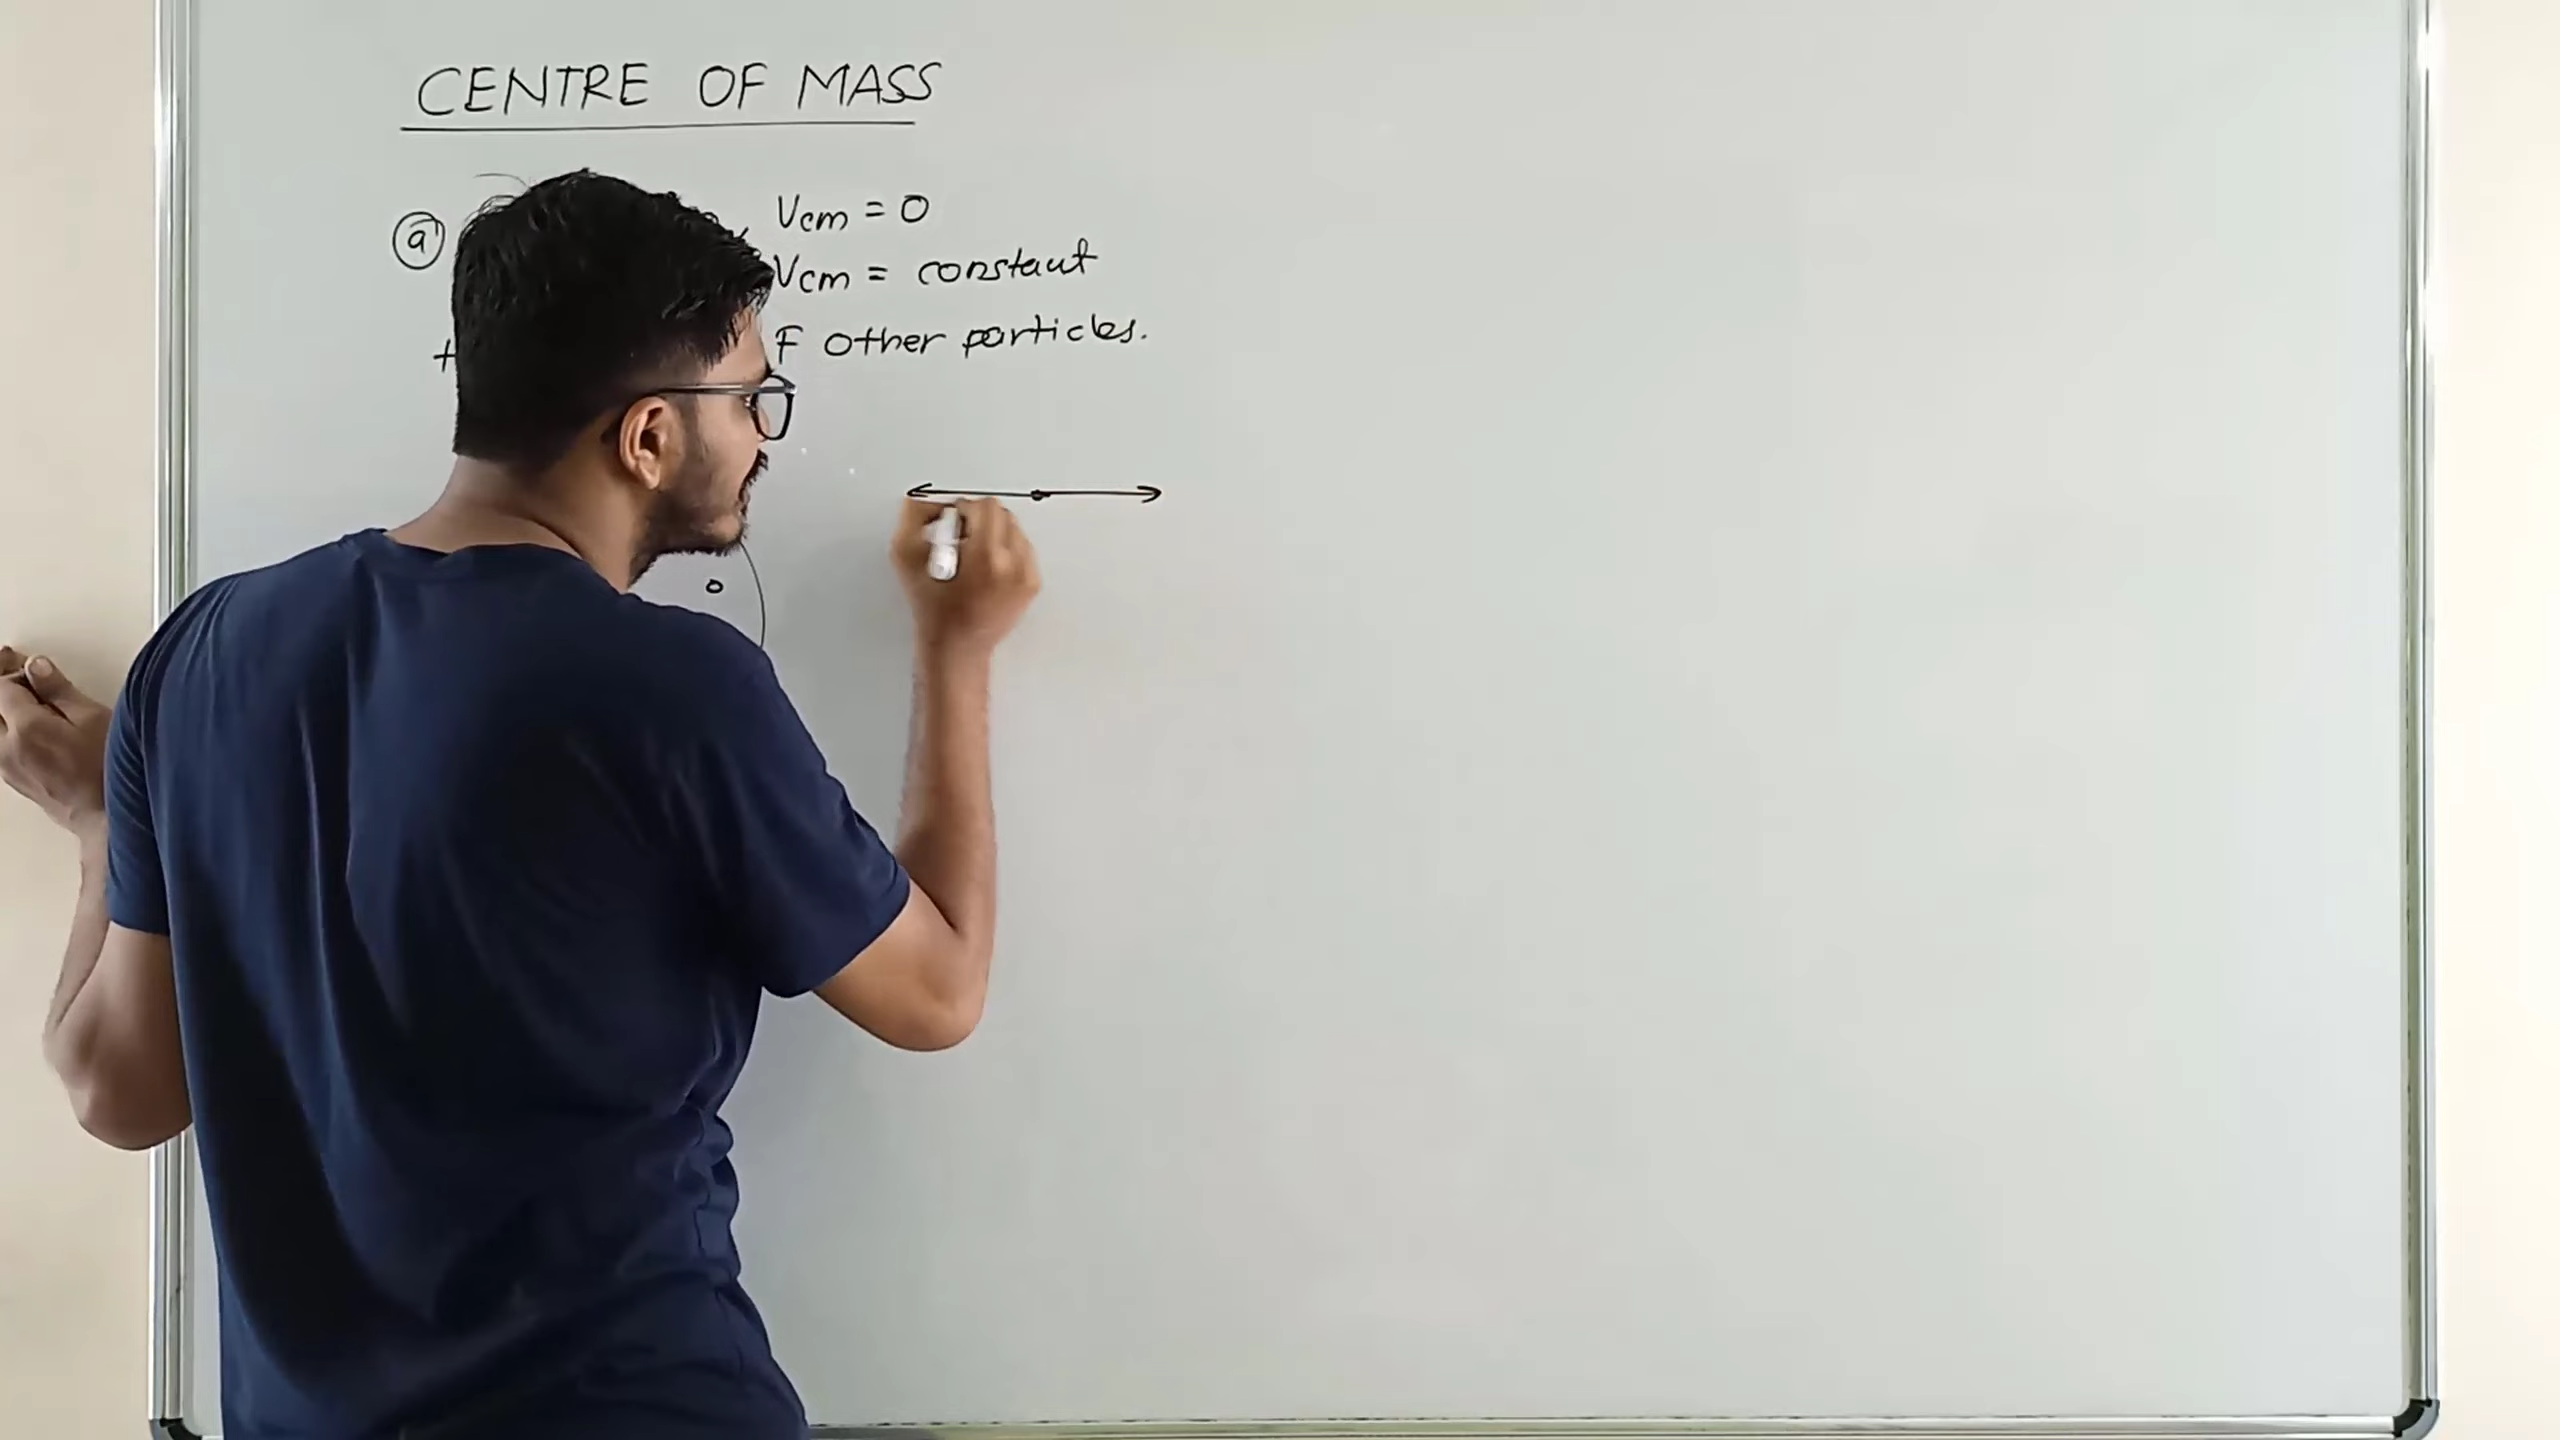 CENTRE OF MASS
a Vcm = 0
Vcm = constant
+ F other particles.